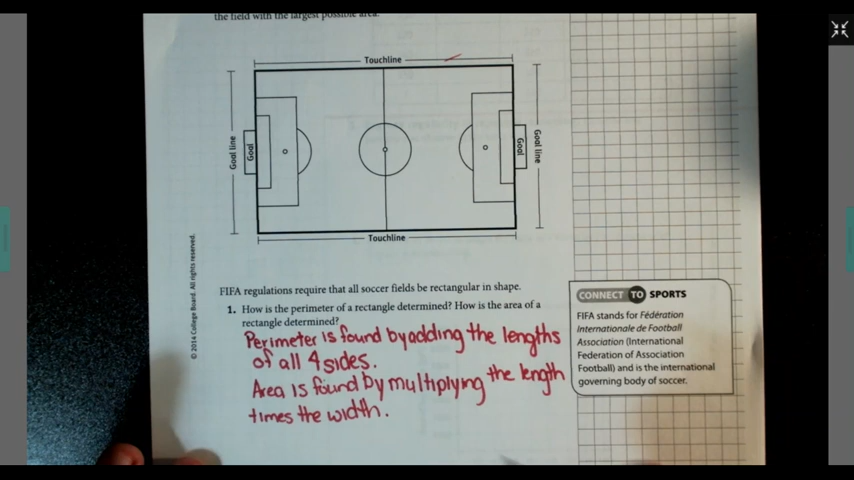 the field with the largest possible area.
Touchline
Goal line
Goal
Goal
Goal line
Touchline
© 2014 College Board. All rights reserved.
FIFA regulations require that all soccer fields be rectangular in shape.
1. How is the perimeter of a rectangle determined? How is the area of a
rectangle determined?
Perimeter is found by adding the lengths
of all 4 sides.
Area is found by multiplying the length
times the width.
CONNECT TO SPORTS
FIFA stands for Fédération
Internationale de Football
Association (International
Federation of Association
Football) and is the international
governing body of soccer.